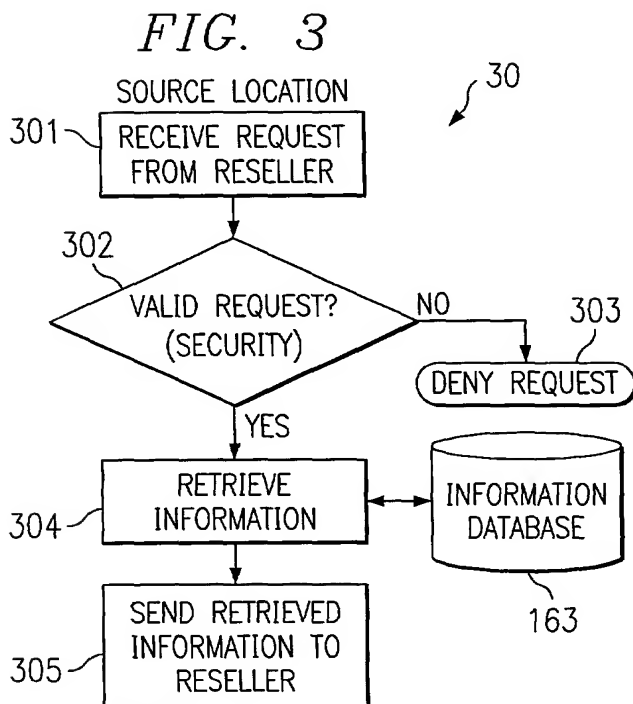 FIG. 3
SOURCE LOCATION
30
301
RECEIVE REQUEST
FROM RESELLER
302
VALID REQUEST?
(SECURITY)
NO
303
DENY REQUEST
YES
304
RETRIEVE
INFORMATION
INFORMATION
DATABASE
163
305
SEND RETRIEVED
INFORMATION TO
RESELLER